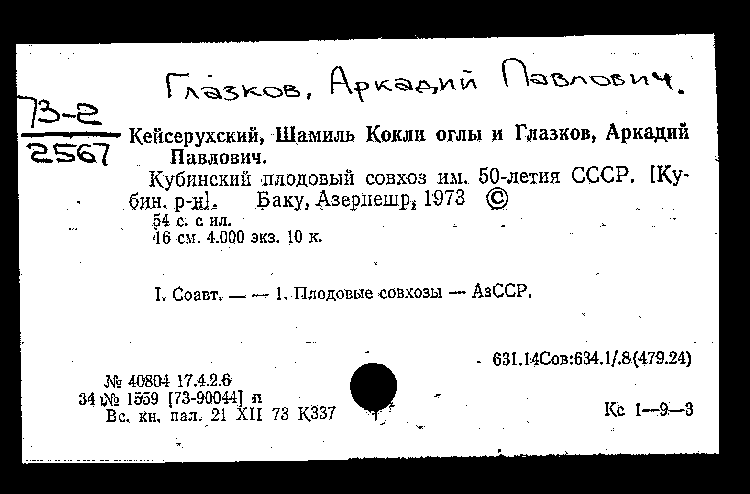 Глазков, Аркадий Павлович.
73-2
2567
Кейсерухский, Шамиль Кокли оглы и Глазков, Аркадий
Павлович.
Кубинский плодовый совхоз им. 50-летия СССР. [Ку-
бин. р-н]. Баку, Азернешр, 1973 ©
54 с. с ил.
16 см. 4.000 экз. 10 к.
I. Соавт. — — 1. Плодовые совхозы — АзССР.
631.14Сов:634.1/.8(479.24)
№ 40804 17.4.2.6
34 № 1559 [73-90044] п
Вс. кн. пал. 21 XII 73 К337
Кс 1—9—3